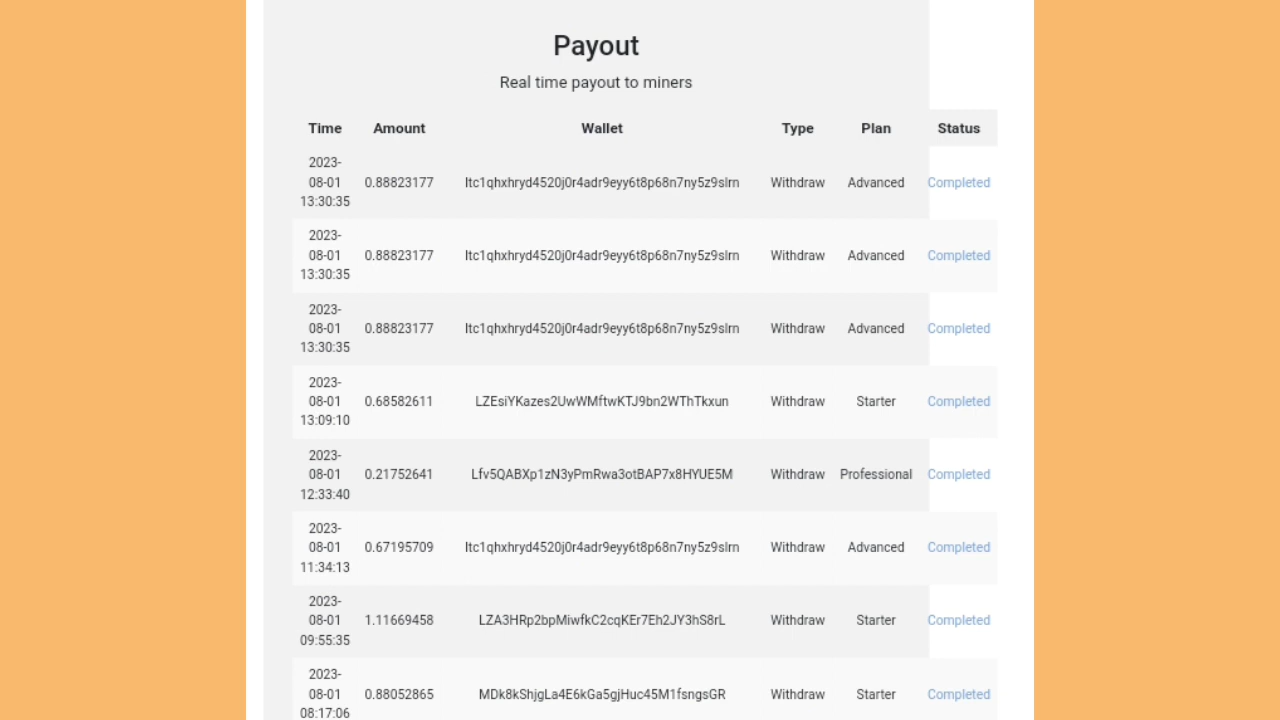 Payout
Real time payout to miners
Time Amount Wallet Type Plan Status
2023-
08-01
13:30:35
0.88823177 ltc1qhxhryd4520j0r4adr9eyy6t8p68n7ny5z9slrn Withdraw Advanced Completed
2023-
08-01
13:30:35
0.88823177 ltc1qhxhryd4520j0r4adr9eyy6t8p68n7ny5z9slrn Withdraw Advanced Completed
2023-
08-01
13:30:35
0.88823177 ltc1qhxhryd4520j0r4adr9eyy6t8p68n7ny5z9slrn Withdraw Advanced Completed
2023-
08-01
13:09:10
0.68582611 LZEsiYKazes2UwWMftwKTJ9bn2WThTkxun Withdraw Starter Completed
2023-
08-01
12:33:40
0.21752641 Lfv5QABXp1zN3yPmRwa3otBAP7x8HYUE5M Withdraw Professional Completed
2023-
08-01
11:34:13
0.67195709 ltc1qhxhryd4520j0r4adr9eyy6t8p68n7ny5z9slrn Withdraw Advanced Completed
2023-
08-01
09:55:35
1.11669458 LZA3HRp2bpMiwfkC2cqKEr7Eh2JY3hS8rL Withdraw Starter Completed
2023-
08-01
08:17:06
0.88052865 MDk8kShjgLa4E6kGa5gjHuc45M1fsngsGR Withdraw Starter Completed